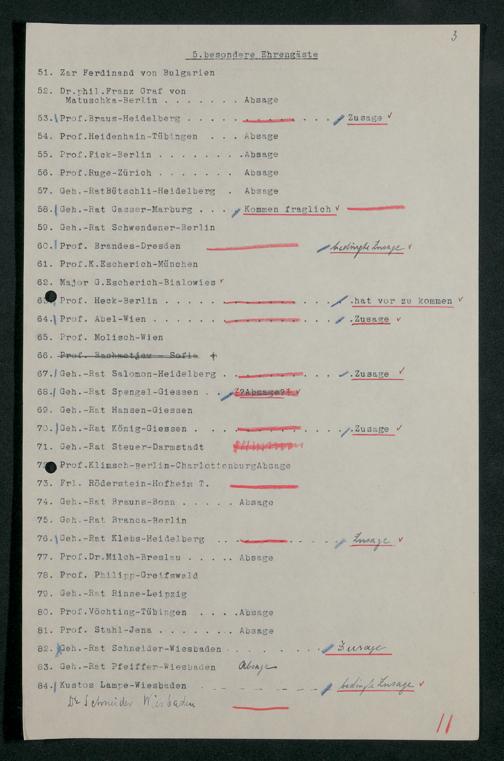 3
5.besondere Ehrengäste
51. Zar Ferdinand von Bulgarien
52. Dr.phil.Franz Graf von
Matuschka-Berlin . . . . . . . Absage
53. Prof.Braus-Heidelberg . . . Zusage
54. Prof.Heidenhain-Tübingen . . . Absage
55. Prof.Fick-Berlin . . . . . . . .Absage
56. Prof.Ruge-Zürich . . . . . . . Absage
57. Geh.-RatBütschli-Heidelberg . Absage
58. Geh.-Rat Gasser-Marburg . . . Kommen fraglich
59. Geh.-Rat Schwendener-Berlin
60. Prof. Brandes-Dresden bedingte Zusage
61. Prof.K.Escherich-München
62. Major G.Escherich-Bialowies
63. Prof. Heck-Berlin . . . . . .hat vor zu kommen
64. Prof. Abel-Wien . . . . . . .Zusage
65. Prof. Molisch-Wien
66. Prof. Bachmetjew - Sofia +
67. Geh.-Rat Salomon-Heidelberg . . .Zusage
68. Geh.-Rat Spengel-Giessen . . ??Absage??
69. Geh.-Rat Hansen-Giessen
70. Geh.-Rat König-Giessen . . . . .Zusage
71. Geh.-Rat Steuer-Darmstadt
72. Prof.Klimsch-Berlin-CharlottenburgAbsage
73. Frl. Röderstein-Hofheim T.
74. Geh.-Rat Brauns-Bonn . . . . . Absage
75. Geh.-Rat Branca-Berlin
76. Geh.-Rat Klebs-Heidelberg . . . Zusage
77. Prof.Dr.Milch-Breslau . . . . . Absage
78. Prof. Philipp-Greifswald
79. Geh.-Rat Rinne-Leipzig
80. Prof.Vöchting-Tübingen . . . .Absage
81. Prof. Stahl-Jena . . . . . . . Absage
82. Geh.-Rat Schneider-Wiesbaden . . . . . . . Zusage
83. Geh.-Rat Pfeiffer-Wiesbaden Absage
84. Kustos Lampe-Wiesbaden bedingte Zusage
Dr Schneider Wiesbaden
11